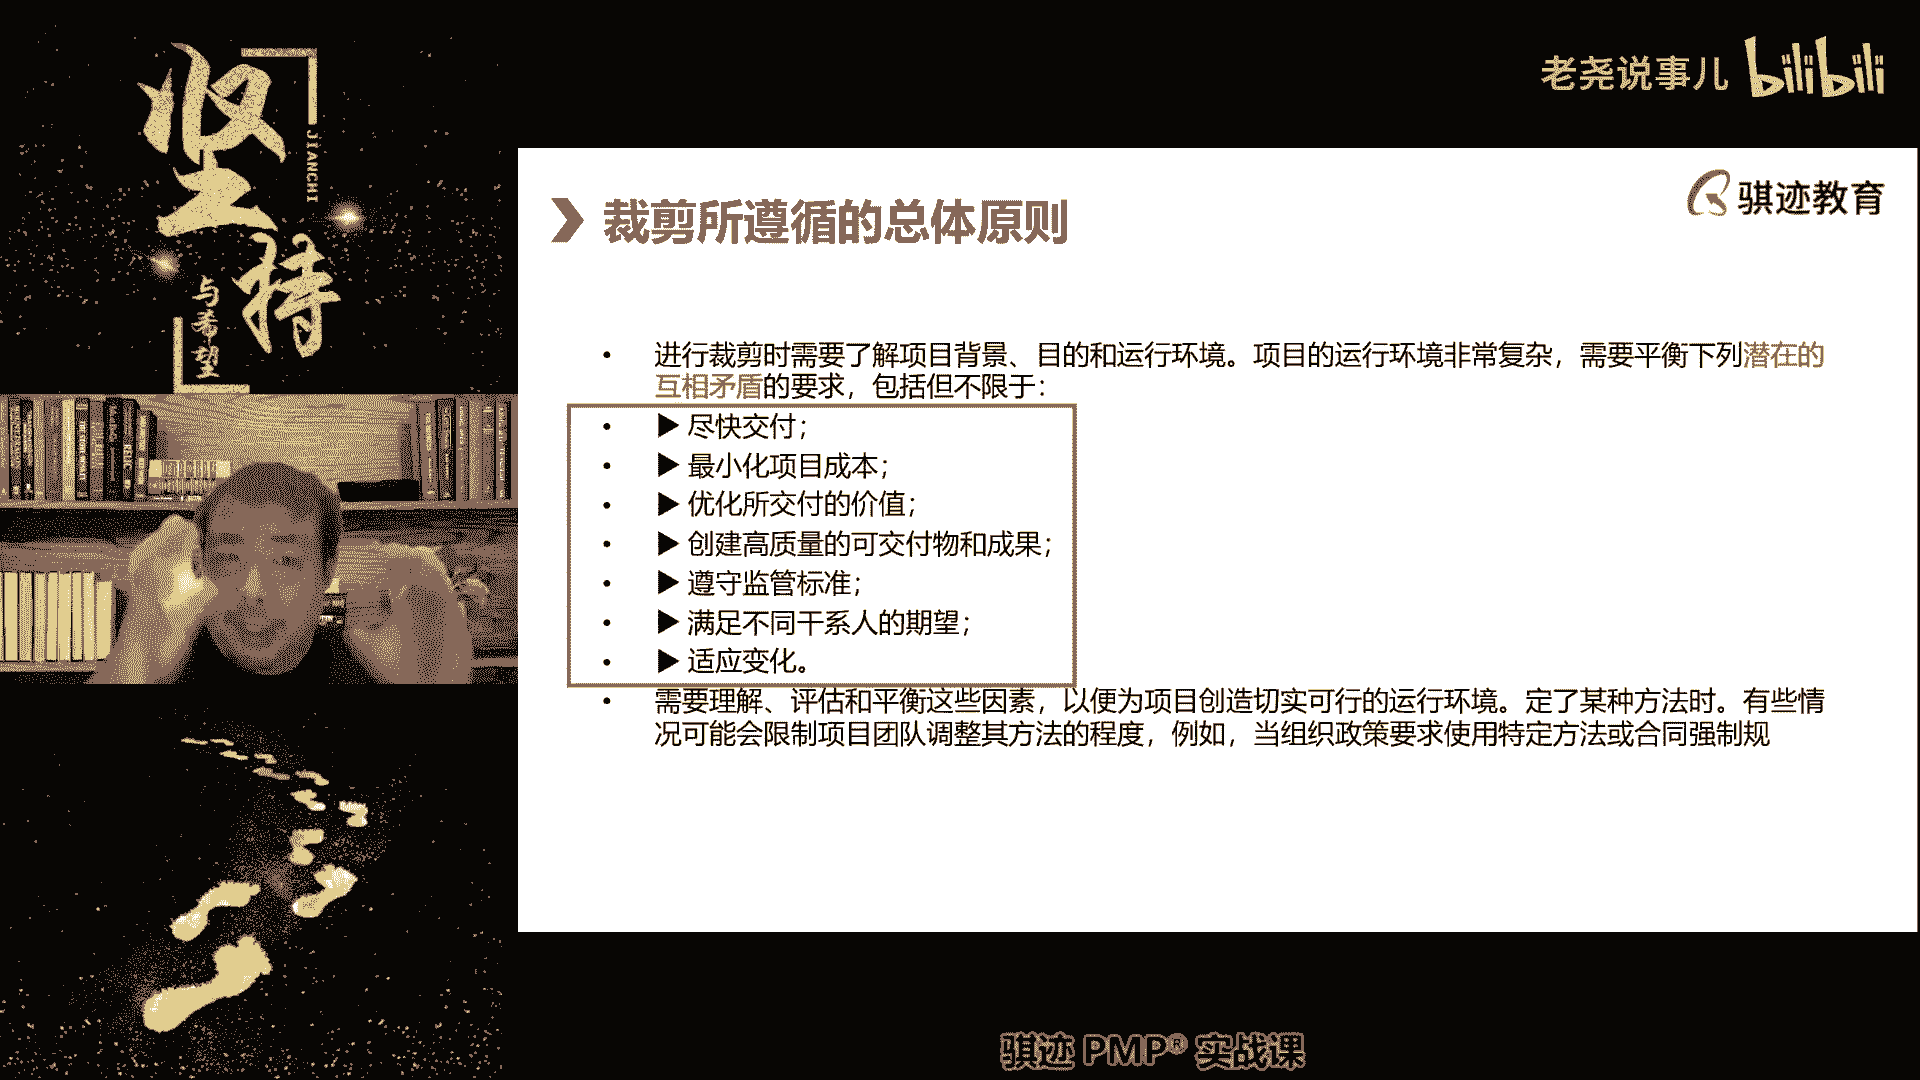 坚持
JIANCHI
与希望
老尧说事儿 bilibili
骐迹教育
裁剪所遵循的总体原则
• 进行裁剪时需要了解项目背景、目的和运行环境。项目的运行环境非常复杂，需要平衡下列潜在的
互相矛盾的要求，包括但不限于：
• ▶ 尽快交付；
• ▶ 最小化项目成本；
• ▶ 优化所交付的价值；
• ▶ 创建高质量的可交付物和成果；
• ▶ 遵守监管标准；
• ▶ 满足不同干系人的期望；
• ▶ 适应变化。
• 需要理解、评估和平衡这些因素，以便为项目创造切实可行的运行环境。定了某种方法时。有些情
况可能会限制项目团队调整其方法的程度，例如，当组织政策要求使用特定方法或合同强制规
骐迹 PMP® 实战课